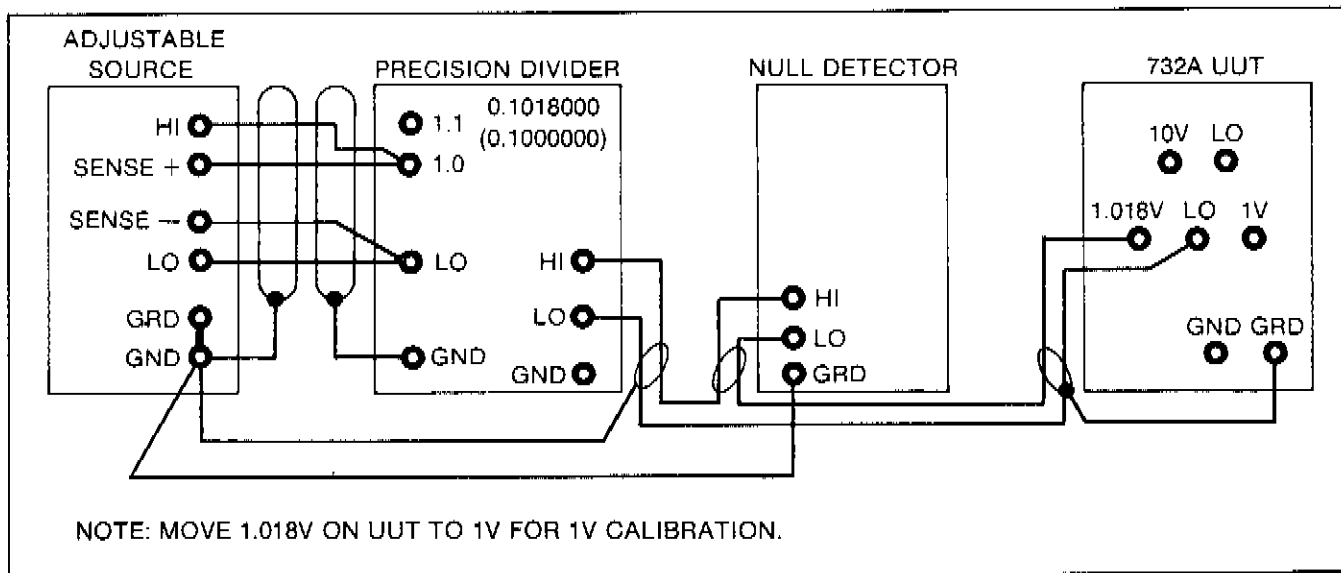 ADJUSTABLE
SOURCE
HI
SENSE +
SENSE –
LO
GRD
GND
PRECISION DIVIDER
1.1
0.1018000
(0.1000000)
1.0
LO
HI
LO
GND
GND
NULL DETECTOR
HI
LO
GRD
732A UUT
10V LO
1.018V LO 1V
GND GRD
NOTE: MOVE 1.018V ON UUT TO 1V FOR 1V CALIBRATION.